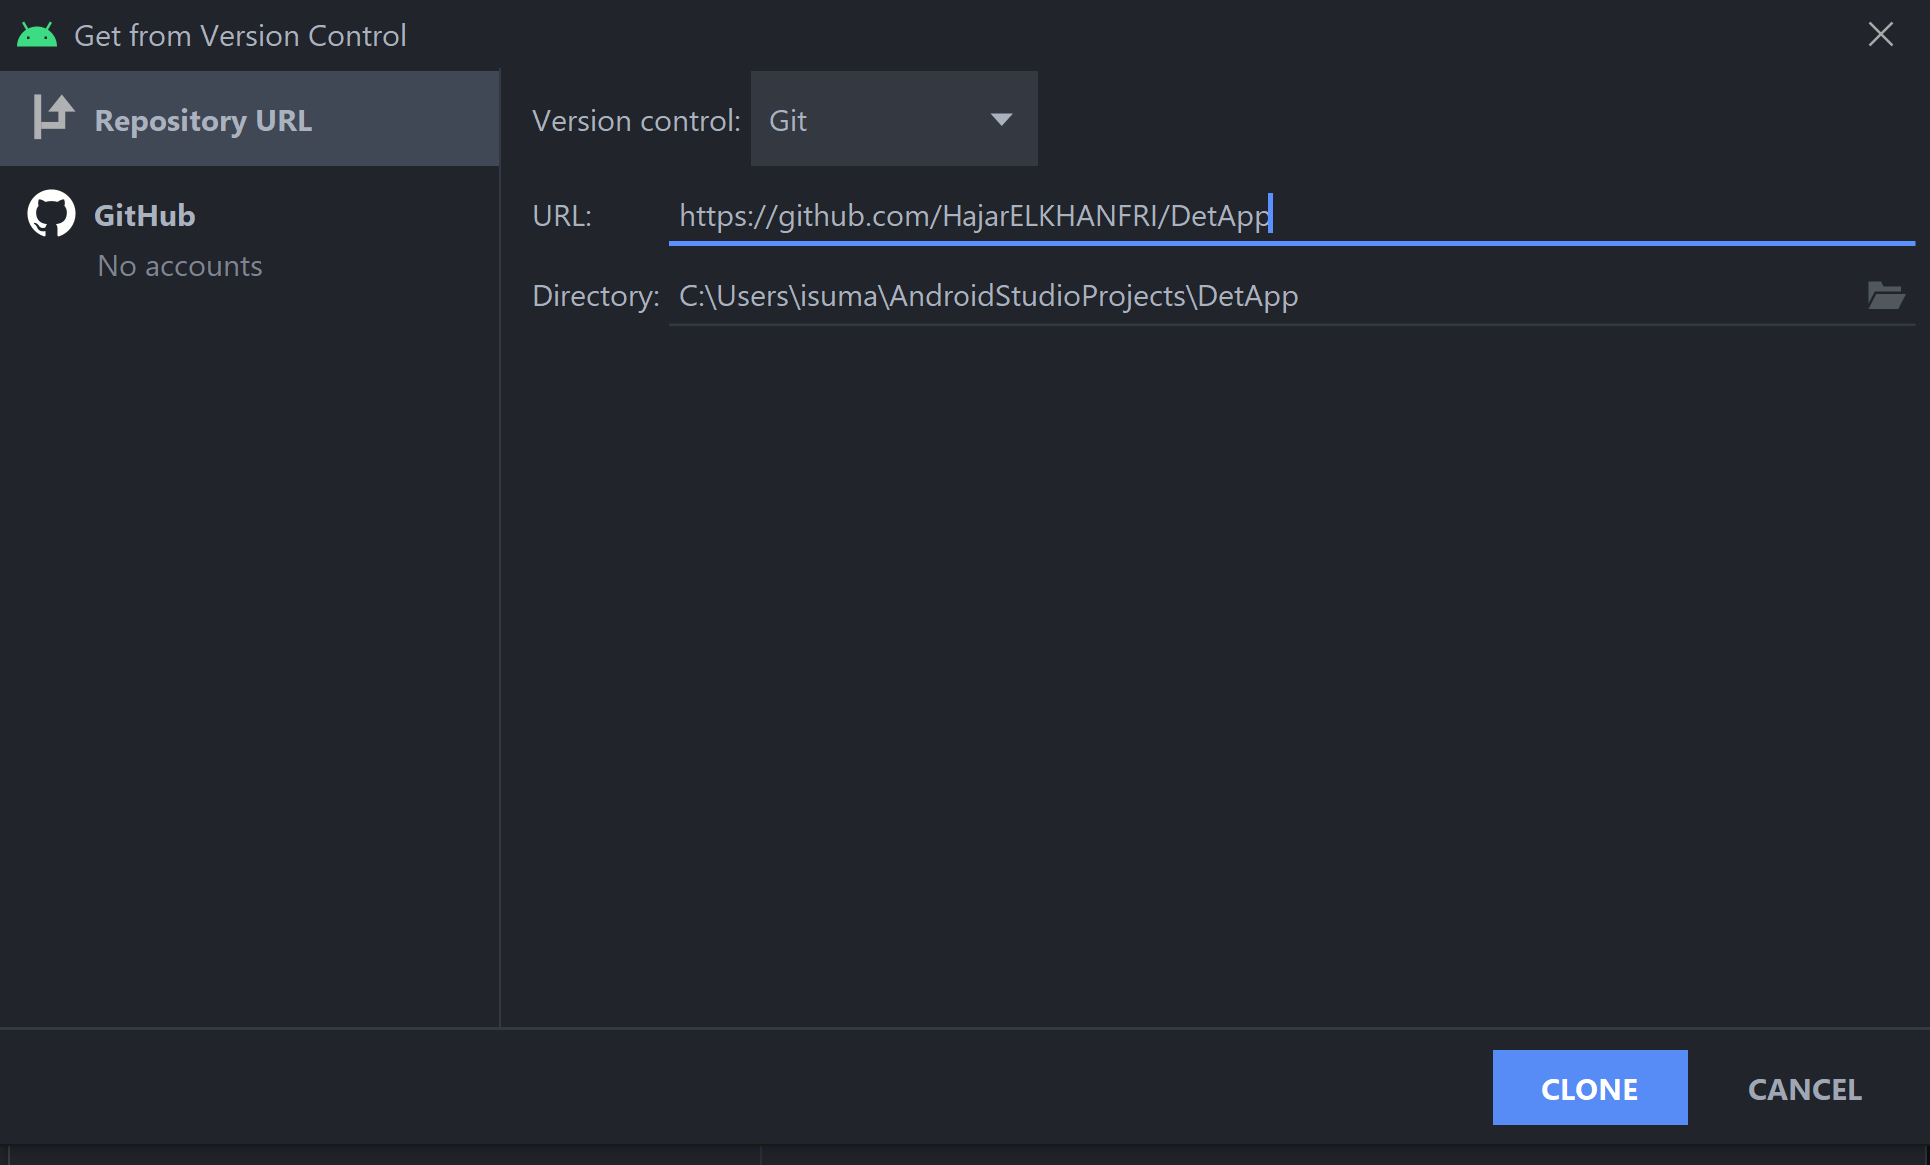 Get from Version Control
Repository URL
GitHub
No accounts
Version control: Git
URL: https://github.com/HajarELKHANFRI/DetApp
Directory: C:\Users\isuma\AndroidStudioProjects\DetApp
CLONE CANCEL